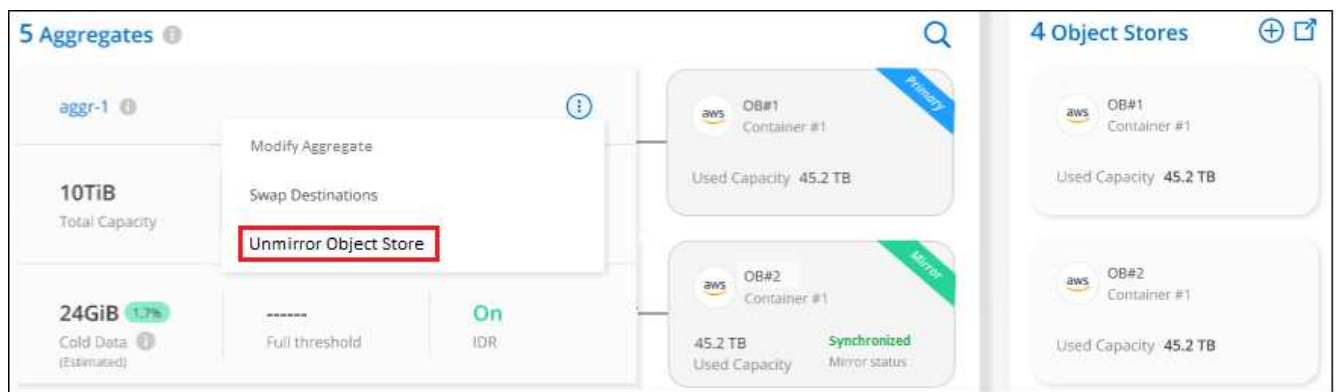 5 Aggregates
4 Object Stores
aggr-1
Modify Aggregate
Swap Destinations
Unmirror Object Store
10TiB
Total Capacity
24GiB 1.7%
Cold Data
(Estimated)
------
Full threshold
On
IDR
Primary
aws
OB#1
Container #1
Used Capacity 45.2 TB
Mirror
aws
OB#2
Container #1
45.2 TB
Used Capacity
Synchronized
Mirror status
aws
OB#1
Container #1
Used Capacity 45.2 TB
aws
OB#2
Container #1
Used Capacity 45.2 TB